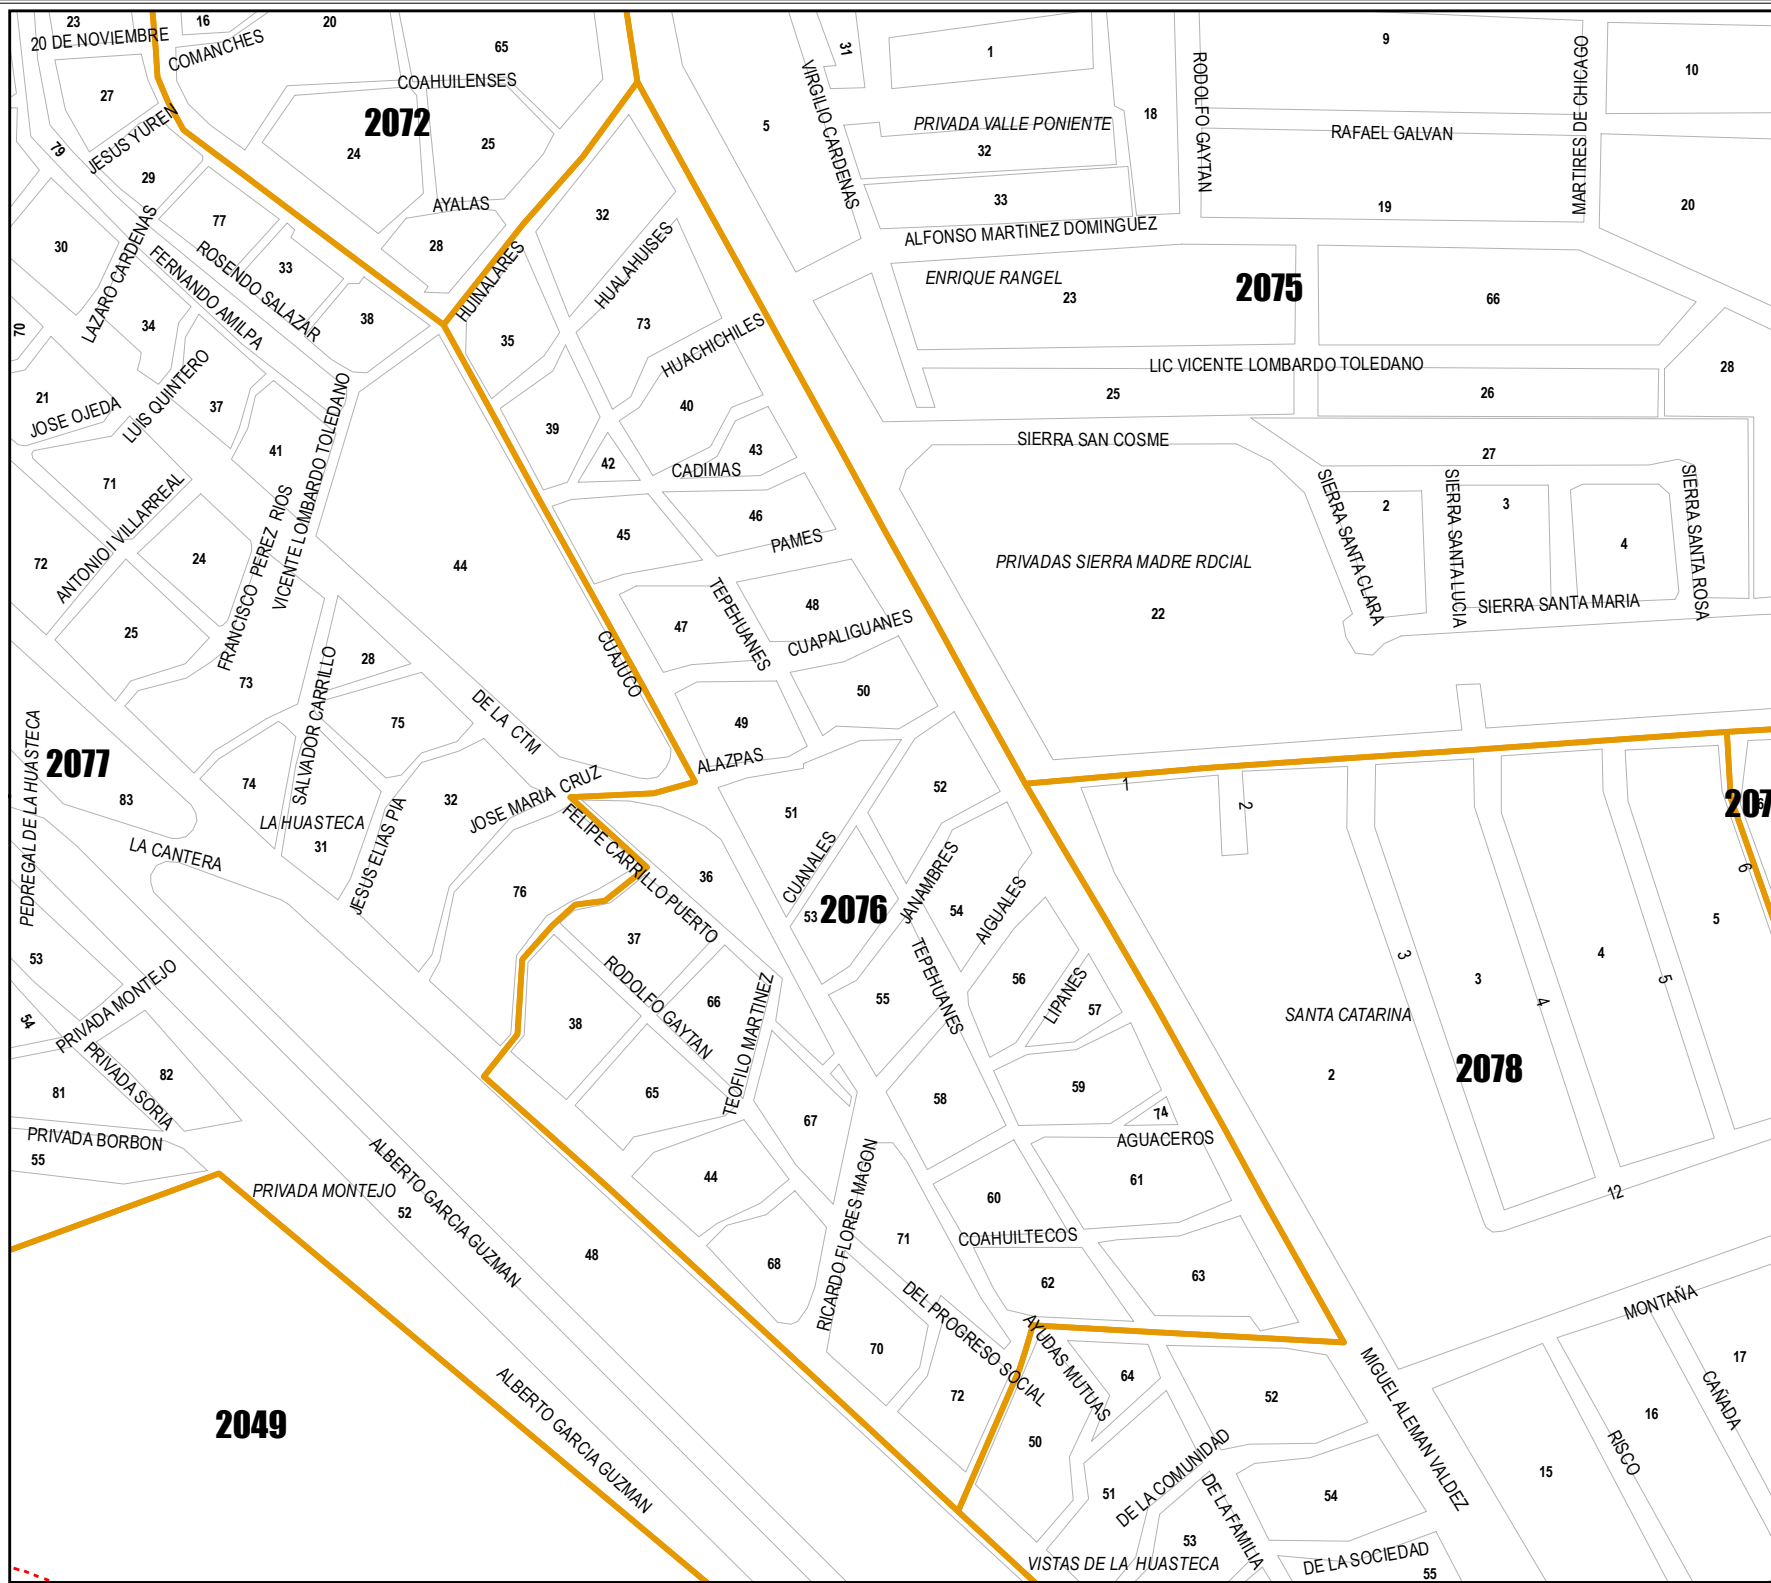 23
16
20
20 DE NOVIEMBRE
COMANCHES
65
31
1
9
10
COAHUILENSES
27
2072
VIRGILIO CARDENAS
RODOLFO GAYTAN
MARTIRES DE CHICAGO
5
18
PRIVADA VALLE PONIENTE
RAFAEL GALVAN
JESUS YUREN
79
24
25
32
29
33
AYALAS
77
28
32
19
20
ALFONSO MARTINEZ DOMINGUEZ
30
LAZARO CARDENAS
ROSENDO SALAZAR
FERNANDO AMILPA
33
HUINALARES
HUALAHUISES
ENRIQUE RANGEL
23
2075
66
70
34
38
35
73
HUACHICHILES
LIC VICENTE LOMBARDO TOLEDANO
28
21
JOSE OJEDA
LUIS QUINTERO
37
VICENTE LOMBARDO TOLEDANO
40
25
26
39
41
43
SIERRA SAN COSME
27
42
CADIMAS
71
ANTONIO I VILLARREAL
FRANCISCO PEREZ RIOS
SIERRA SANTA CLARA
2
SIERRA SANTA LUCIA
3
SIERRA SANTA ROSA
46
45
PAMES
4
72
24
44
PRIVADAS SIERRA MADRE RDCIAL
TEPEHUANES
48
SIERRA SANTA MARIA
22
25
47
CUAPALIGUANES
CUAJUCO
28
SALVADOR CARRILLO
73
50
PEDREGAL DE LA HUASTECA
75
DE LA CTM
49
2077
ALAZPAS
74
83
32
JOSE MARIA CRUZ
52
1
2
207
6
LA HUASTECA
31
JESUS ELIAS PIA
51
FELIPE CARRILLO PUERTO
LA CANTERA
36
CUANALES
JANAMBRES
6
76
AIGUALES
53
2076
54
5
37
TEPEHUANES
53
PRIVADA MONTEJO
RODOLFO GAYTAN
3
3
4
4
5
56
LIPANES
66
TEOFILO MARTINEZ
55
57
SANTA CATARINA
54
38
PRIVADA SORIA
82
2078
2
81
65
58
59
67
74
PRIVADA BORBON
AGUACEROS
55
ALBERTO GARCIA GUZMAN
RICARDO FLORES MAGON
44
61
PRIVADA MONTEJO
52
60
12
71
COAHUILTECOS
48
68
62
63
DEL PROGRESO SOCIAL
MONTAÑA
AYUDAS MUTUAS
70
MIGUEL ALEMAN VALDEZ
17
CAÑADA
64
72
52
ALBERTO GARCIA GUZMAN
2049
16
50
DE LA COMUNIDAD
RISCO
15
51
DE LA FAMILIA
54
53
VISTAS DE LA HUASTECA
DE LA SOCIEDAD
55